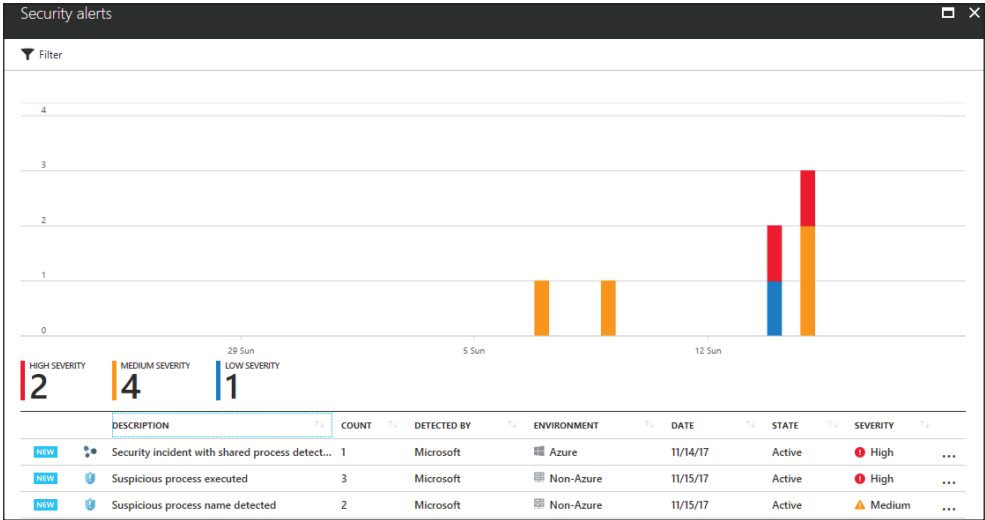 Security alerts
Filter
4
3
2
1
0
29 Sun 5 Sun 12 Sun
HIGH SEVERITY MEDIUM SEVERITY LOW SEVERITY
2 4 1
DESCRIPTION COUNT DETECTED BY ENVIRONMENT DATE STATE SEVERITY
NEW Security incident with shared process detect... 1 Microsoft Azure 11/14/17 Active High ...
NEW Suspicious process executed 3 Microsoft Non-Azure 11/15/17 Active High ...
NEW Suspicious process name detected 2 Microsoft Non-Azure 11/15/17 Active Medium ...